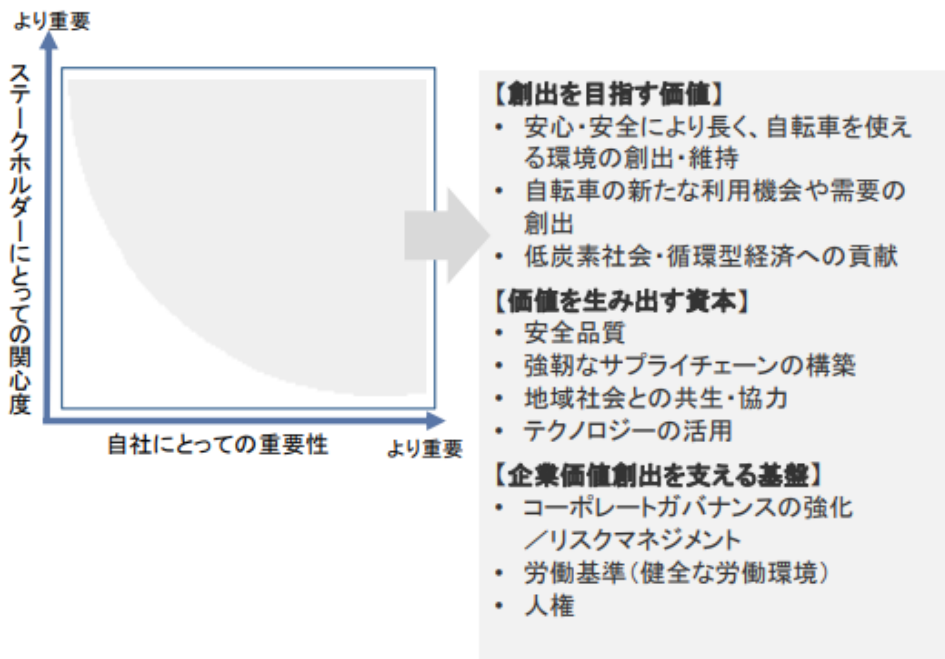 より重要
ステークホルダーにとっての関心度
自社にとっての重要性
より重要
【創出を目指す価値】
• 安心・安全により長く、自転車を使え
る環境の創出・維持
• 自転車の新たな利用機会や需要の
創出
• 低炭素社会・循環型経済への貢献
【価値を生み出す資本】
• 安全品質
• 強靭なサプライチェーンの構築
• 地域社会との共生・協力
• テクノロジーの活用
【企業価値創出を支える基盤】
• コーポレートガバナンスの強化
／リスクマネジメント
• 労働基準（健全な労働環境）
• 人権